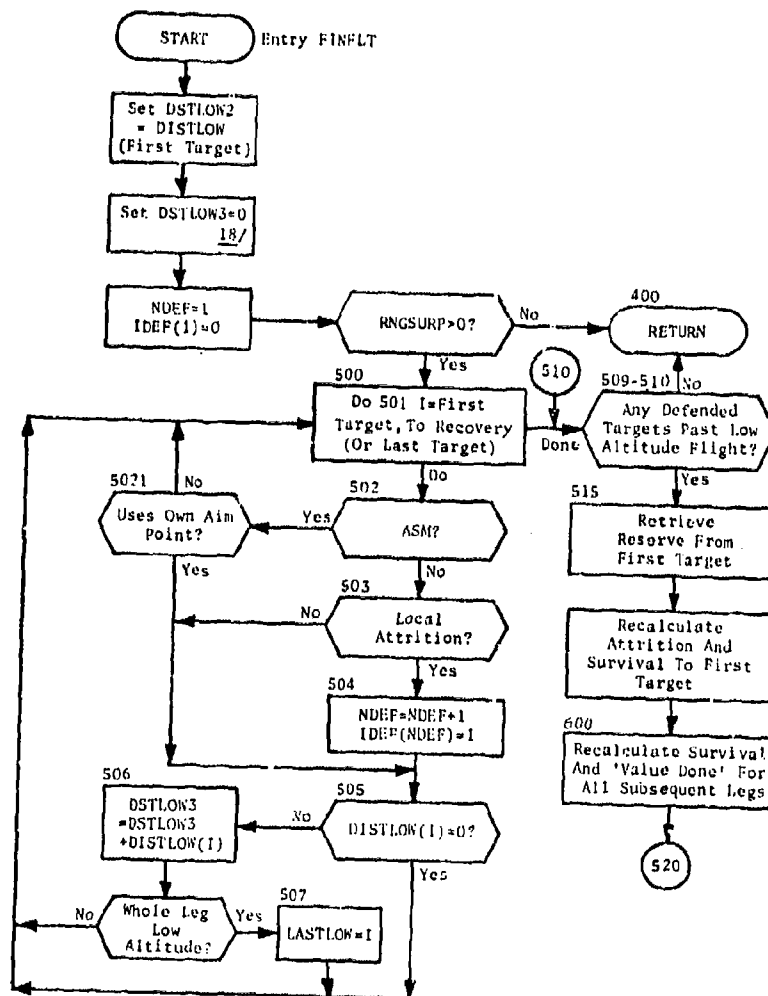 START
Entry FINFLT
Set DSTLOW2
= DISTLOW
(First Target)
Set DSTLOW3=0
18/
NDEF=1
IDEF(1)=0
RNGSURP>0?
No
Yes
400
RETURN
500
Do 501 I=First
Target, To Recovery
(Or Last Target)
Done
Do
510
509-510
No
Any Defended
Targets Past Low
Altitude Flight?
Yes
5021
No
Uses Own Aim
Point?
Yes
502
Yes
ASM?
No
515
Retrieve
Reserve From
First Target
503
No
Local
Attrition?
Yes
Recalculate
Attrition And
Survival To First
Target
504
NDEF=NDEF+1
IDEF(NDEF)=1
600
Recalculate Survival
And 'Value Done' For
All Subsequent Legs
520
506
DSTLOW3
=DSTLOW3
+DISTLOW(I)
505
No
DISTLOW(I)=0?
Yes
No
Whole Leg
Low
Altitude?
Yes
507
LASTLOW=I